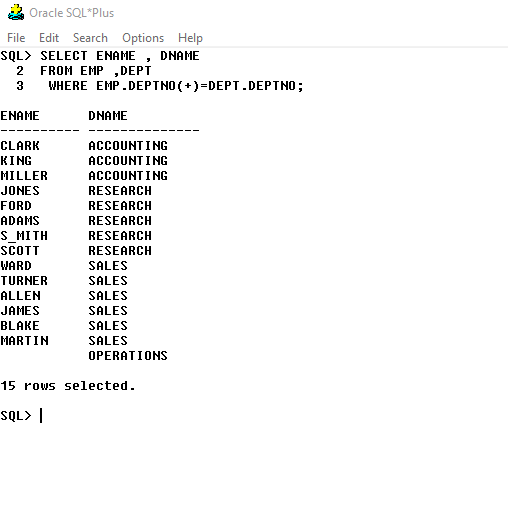 Oracle SQL*Plus
File Edit Search Options Help
SQL> SELECT ENAME , DNAME
  2  FROM EMP ,DEPT
  3   WHERE EMP.DEPTNO(+)=DEPT.DEPTNO;
ENAME      DNAME
---------- --------------
CLARK      ACCOUNTING
KING       ACCOUNTING
MILLER     ACCOUNTING
JONES      RESEARCH
FORD       RESEARCH
ADAMS      RESEARCH
S_MITH     RESEARCH
SCOTT      RESEARCH
WARD       SALES
TURNER     SALES
ALLEN      SALES
JAMES      SALES
BLAKE      SALES
MARTIN     SALES
           OPERATIONS
15 rows selected.
SQL>